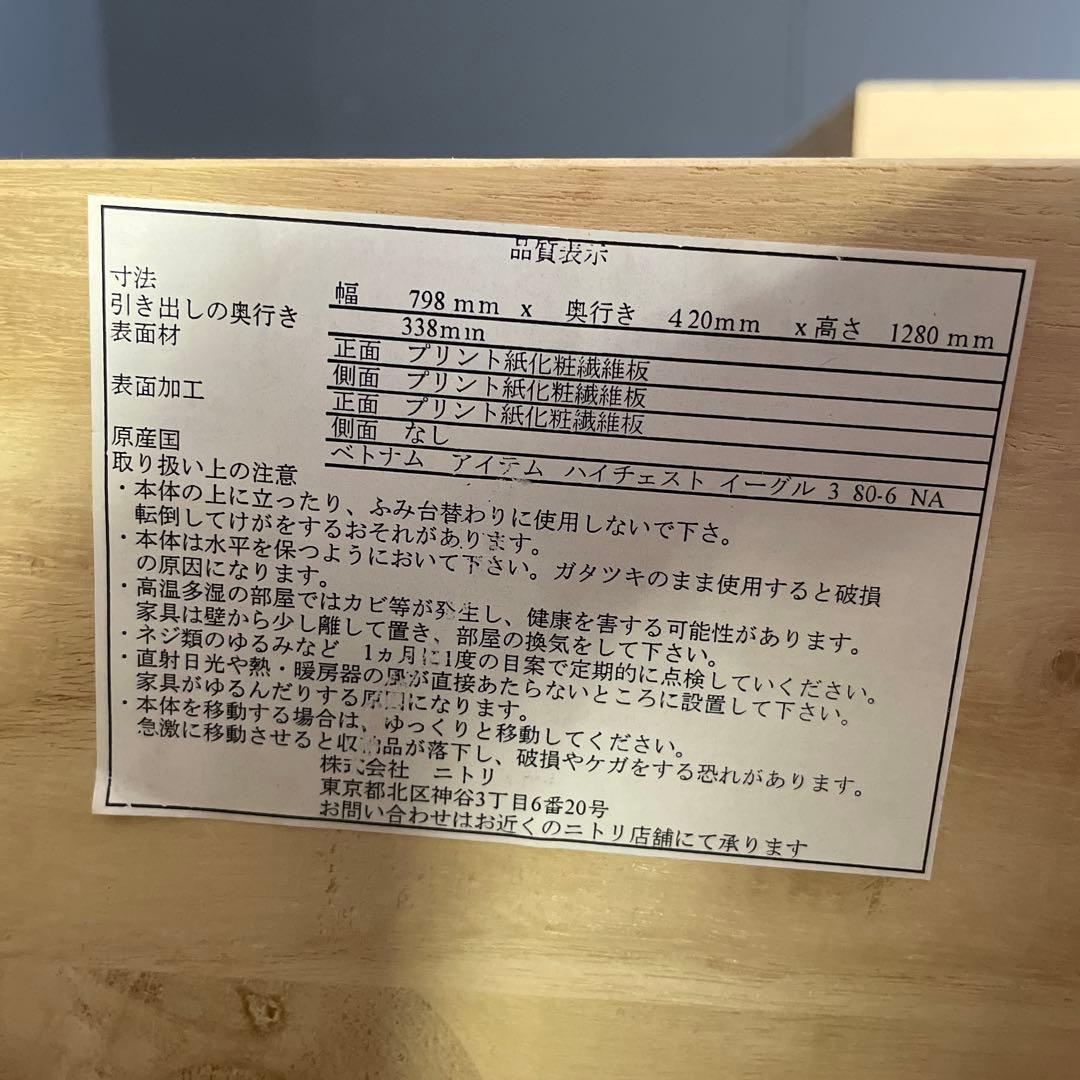 品質表示
寸法 幅 798 mm x 奥行き 420mm x 高さ 1280 mm
引き出しの奥行き 338mm
表面材 正面 プリント紙化粧繊維板
側面 プリント紙化粧繊維板
表面加工 正面 プリント紙化粧繊維板
側面 なし
原産国 ベトナム アイテム ハイチェスト イーグル 3 80-6 NA
取り扱い上の注意
・本体の上に立ったり、ふみ台替わりに使用しないで下さ。
転倒してけがをするおそれがあります。
・本体は水平を保つようにおいて下さい。ガタツキのまま使用すると破損
の原因になります。
・高温多湿の部屋ではカビ等が発生し、健康を害する可能性があります。
家具は壁から少し離して置き、部屋の換気をして下さい。
・ネジ類のゆるみなど 1ヵ月に1度の目案で定期的に点検していください。
・直射日光や熱・暖房器の風が直接あたらないところに設置して下さい。
家具がゆるんだりする原因になります。
・本体を移動する場合は、ゆっくりと移動してください。
急激に移動させると収納品が落下し、破損やケガをする恐れがあります。
株式会社 ニトリ
東京都北区神谷3丁目6番20号
お問い合わせはお近くのニトリ店舗にて承ります